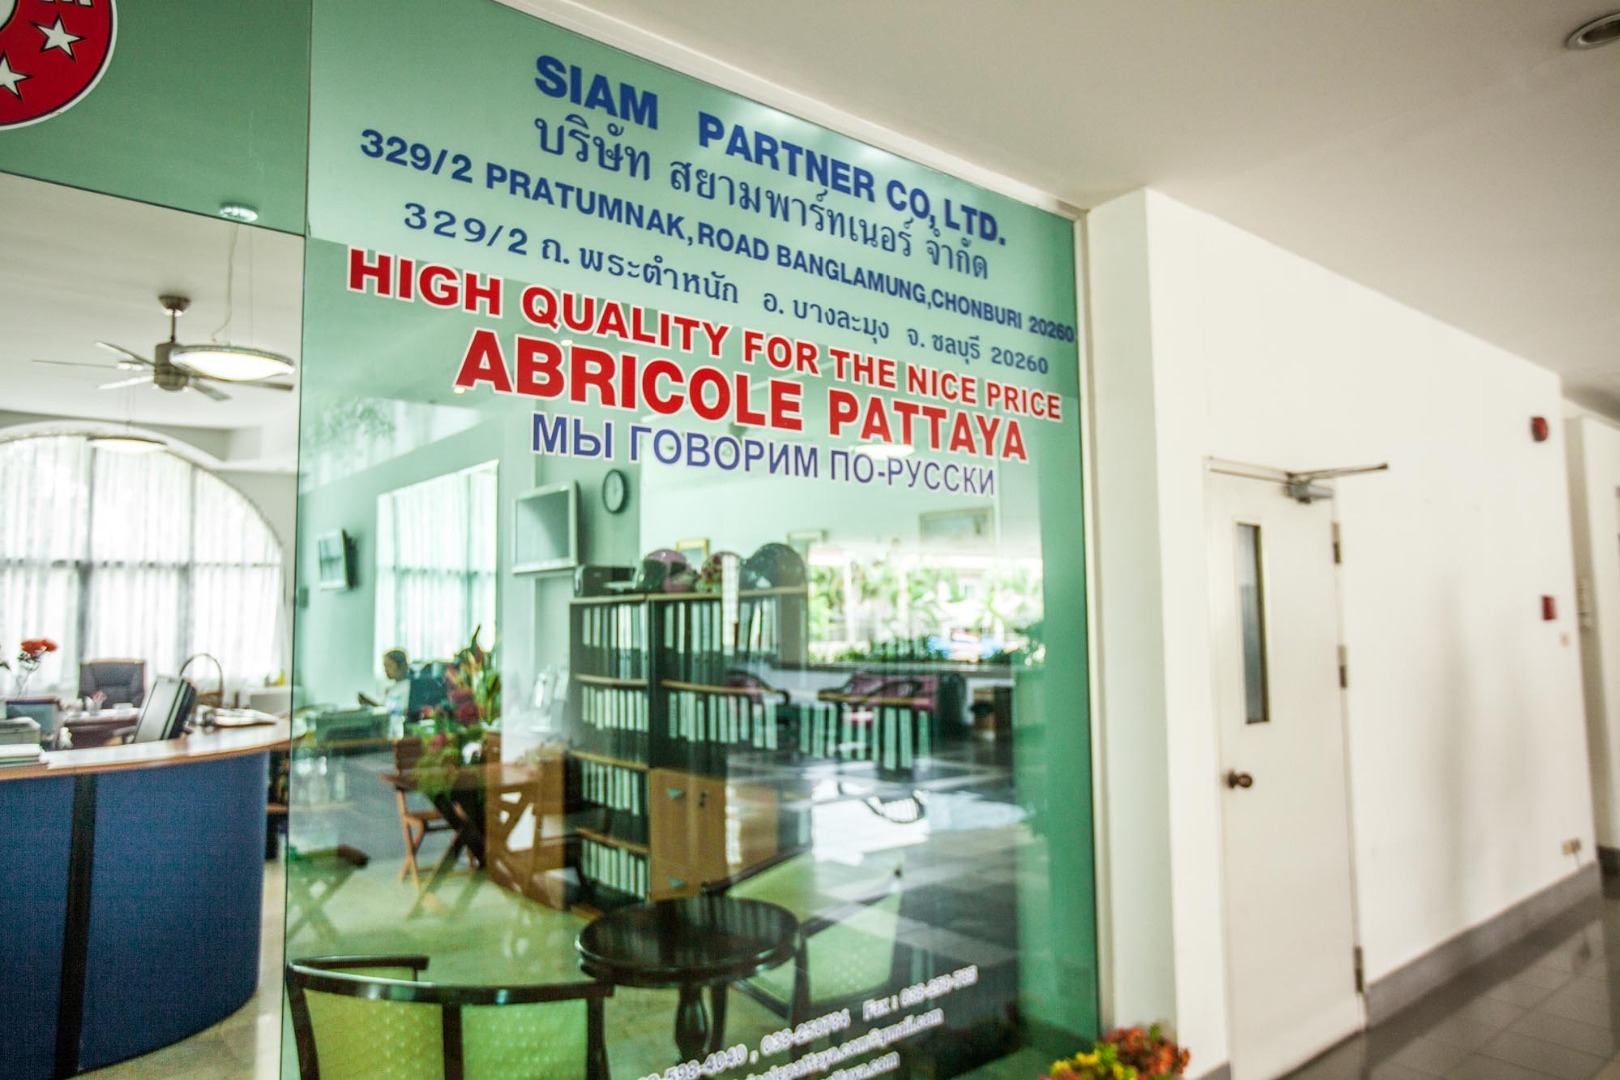 SIAM PARTNER CO, LTD.
บริษัท สยามพาร์ทเนอร์ จำกัด
329/2 PRATUMNAK, ROAD BANGLAMUNG, CHONBURI 20260
329/2 ถ. พระตำหนัก อ. บางละมุง จ. ชลบุรี 20260
HIGH QUALITY FOR THE NICE PRICE
ABRICOLE PATTAYA
МЫ ГОВОРИМ ПО-РУССКИ
Fax :